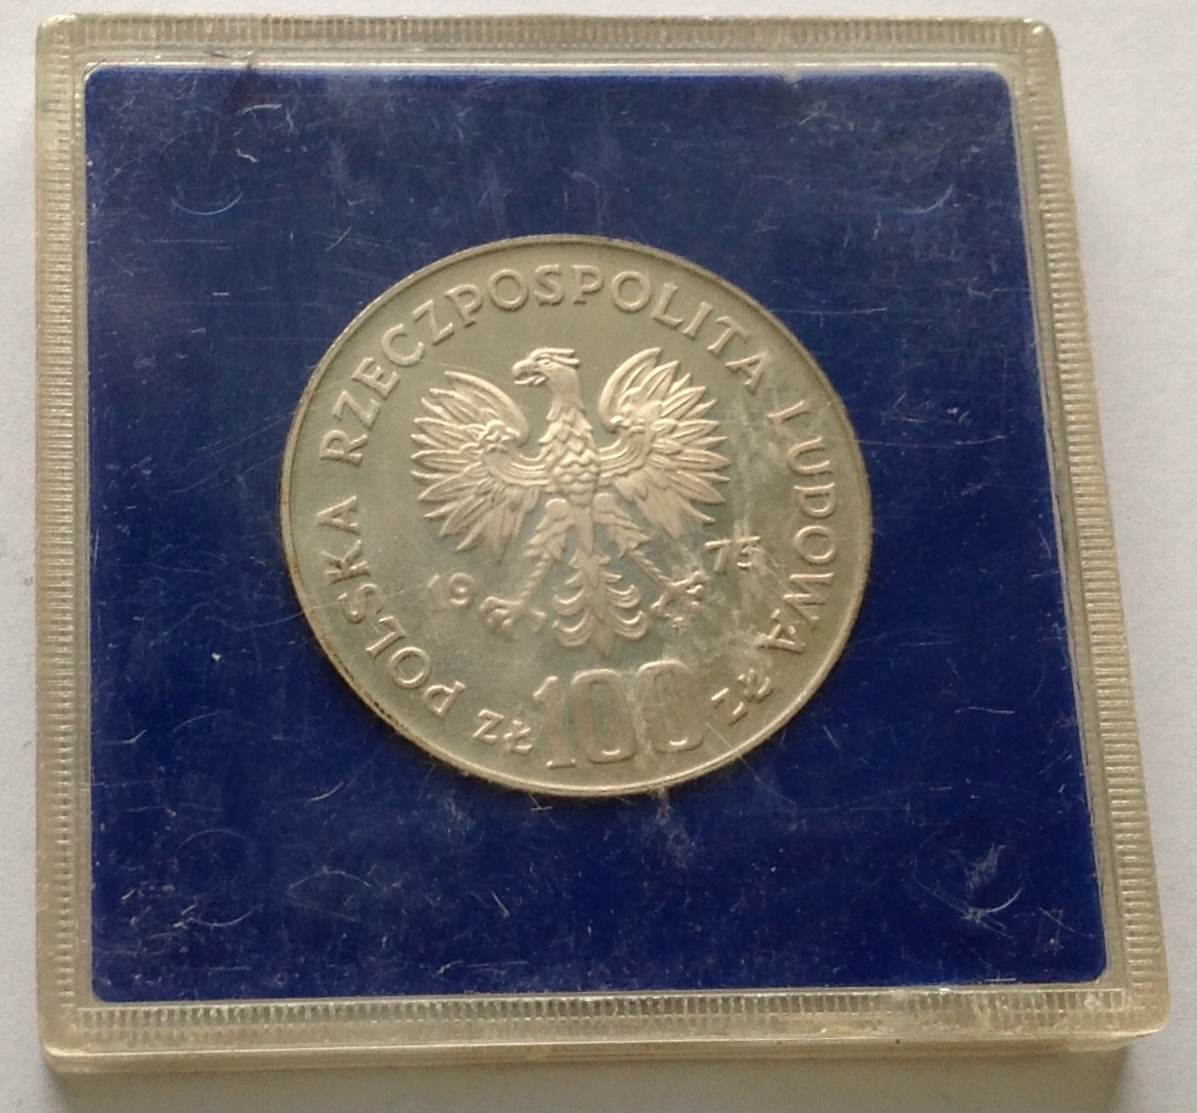 POLSKA RZECZPOSPOLITA LUDOWA
19 75
ZŁ 100 ZŁ